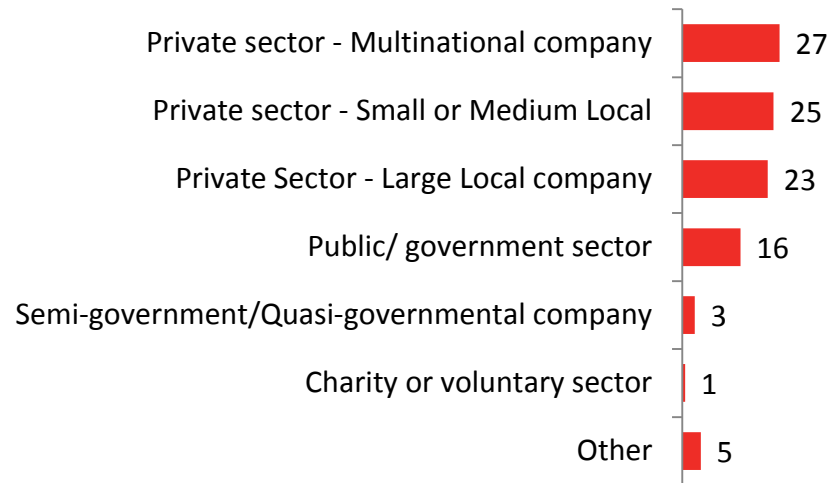 Private sector - Multinational company 27
Private sector - Small or Medium Local 25
Private Sector - Large Local company 23
Public/ government sector 16
Semi-government/Quasi-governmental company 3
Charity or voluntary sector 1
Other 5